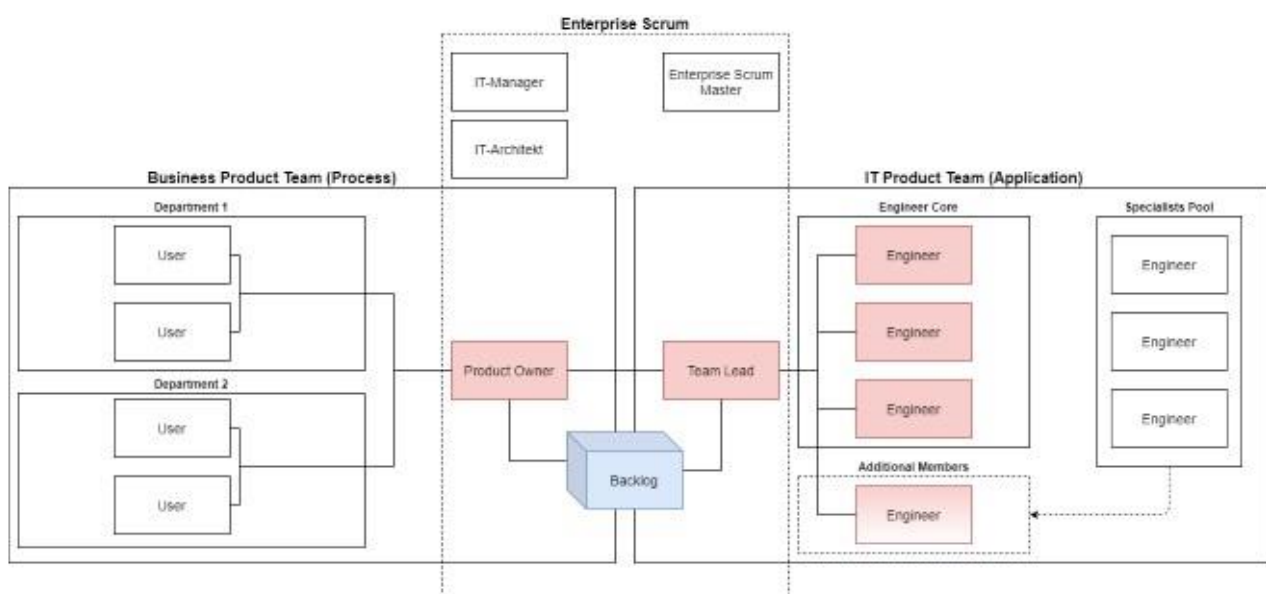 Enterprise Scrum
IT-Manager
Enterprise Scrum
Master
IT-Architekt
Business Product Team (Process)
IT Product Team (Application)
Department 1
User
User
Department 2
User
User
Product Owner
Team Lead
Backlog
Engineer Core
Engineer
Engineer
Engineer
Additional Members
Engineer
Specialists Pool
Engineer
Engineer
Engineer